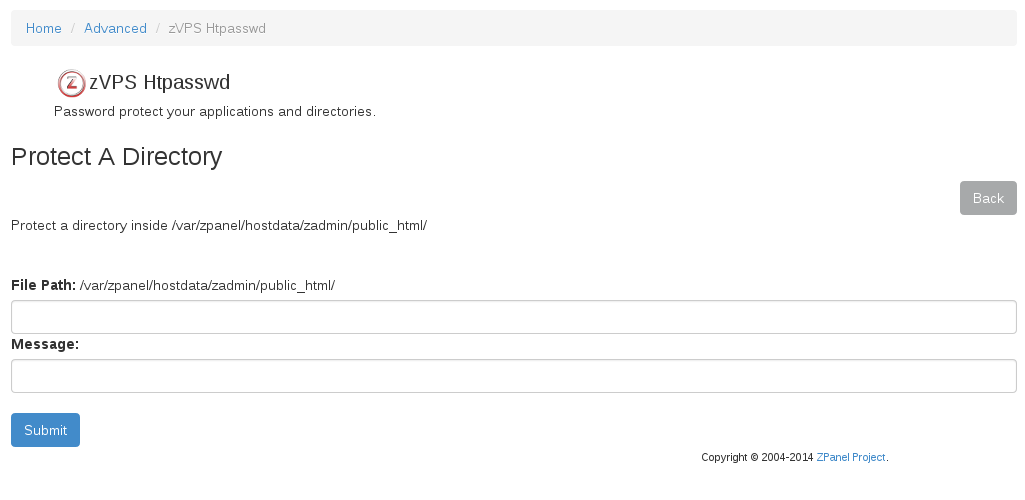 Home / Advanced / zVPS Htpasswd
zVPS Htpasswd
Password protect your applications and directories.
Protect A Directory
Back
Protect a directory inside /var/zpanel/hostdata/zadmin/public_html/
File Path: /var/zpanel/hostdata/zadmin/public_html/
Message:
Submit
Copyright © 2004-2014 ZPanel Project.